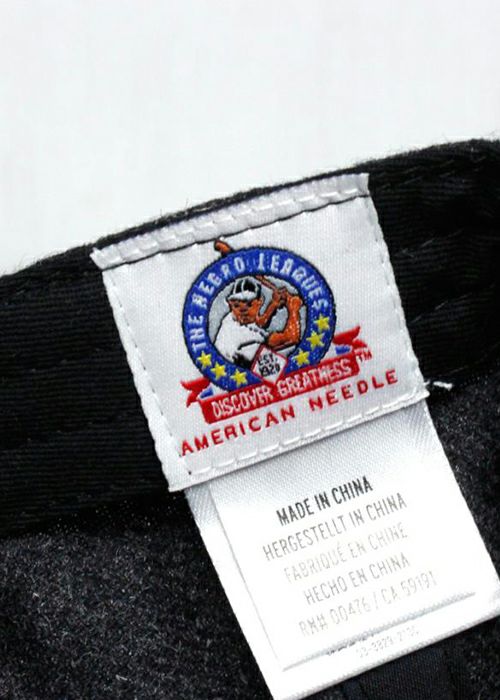 THE NEGRO LEAGUES
EST.
1920
DISCOVER GREATNESS™
AMERICAN NEEDLE
MADE IN CHINA
HERGESTELLT IN CHINA
FABRIQUÉ EN CHINE
HECHO EN CHINA
RN# 00476 / CA 59191